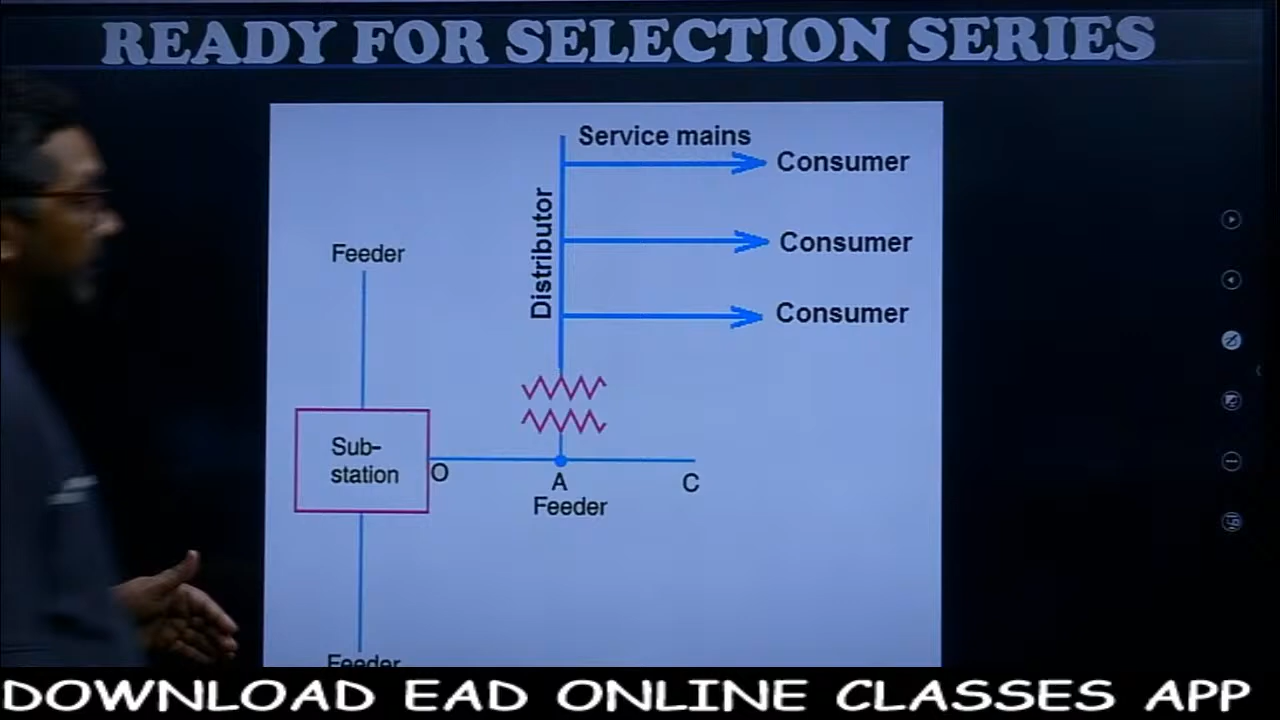 READY FOR SELECTION SERIES
Service mains
Consumer
Distributor
Consumer
Feeder
Consumer
Sub-
station
O
A
C
Feeder
Feeder
DOWNLOAD EAD ONLINE CLASSES APP